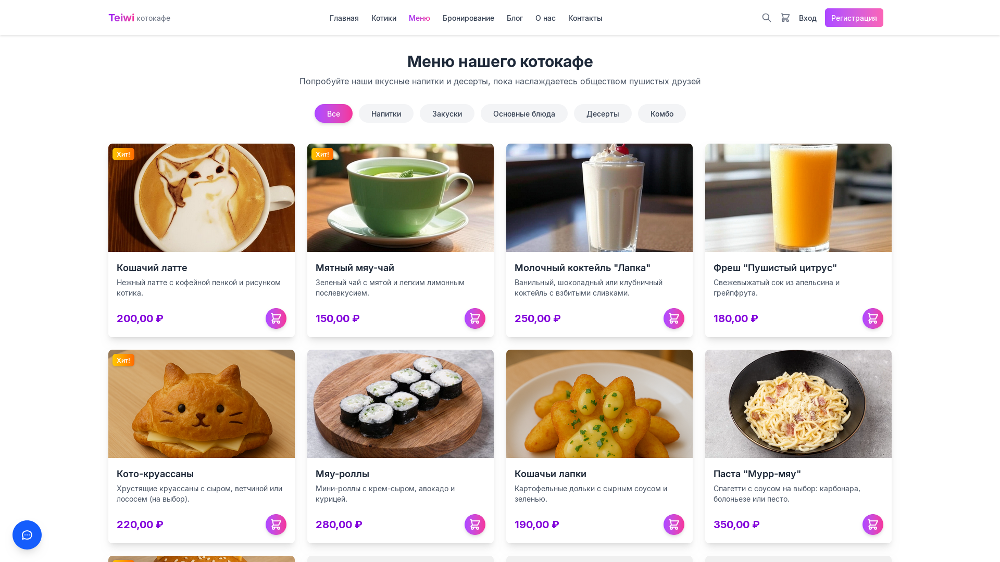 Teiwi котокафе
Главная
Котики
Меню
Бронирование
Блог
О нас
Контакты
Вход
Регистрация
Меню нашего котокафе
Попробуйте наши вкусные напитки и десерты, пока наслаждаетесь обществом пушистых друзей
Все
Напитки
Закуски
Основные блюда
Десерты
Комбо
Хит!
Кошачий латте
Нежный латте с кофейной пенкой и рисунком
котика.
200,00 ₽
Хит!
Мятный мяу-чай
Зеленый чай с мятой и легким лимонным
послевкусием.
150,00 ₽
Молочный коктейль "Лапка"
Ванильный, шоколадный или клубничный
коктейль с взбитыми сливками.
250,00 ₽
Фреш "Пушистый цитрус"
Свежевыжатый сок из апельсина и
грейпфрута.
180,00 ₽
Хит!
Кото-круассаны
Хрустящие круассаны с сыром, ветчиной или
лососем (на выбор).
220,00 ₽
Мяу-роллы
Мини-роллы с крем-сыром, авокадо и
курицей.
280,00 ₽
Кошачьи лапки
Картофельные дольки с сырным соусом и
зеленью.
190,00 ₽
Паста "Мурр-мяу"
Спагетти с соусом на выбор: карбонара,
болоньезе или песто.
350,00 ₽